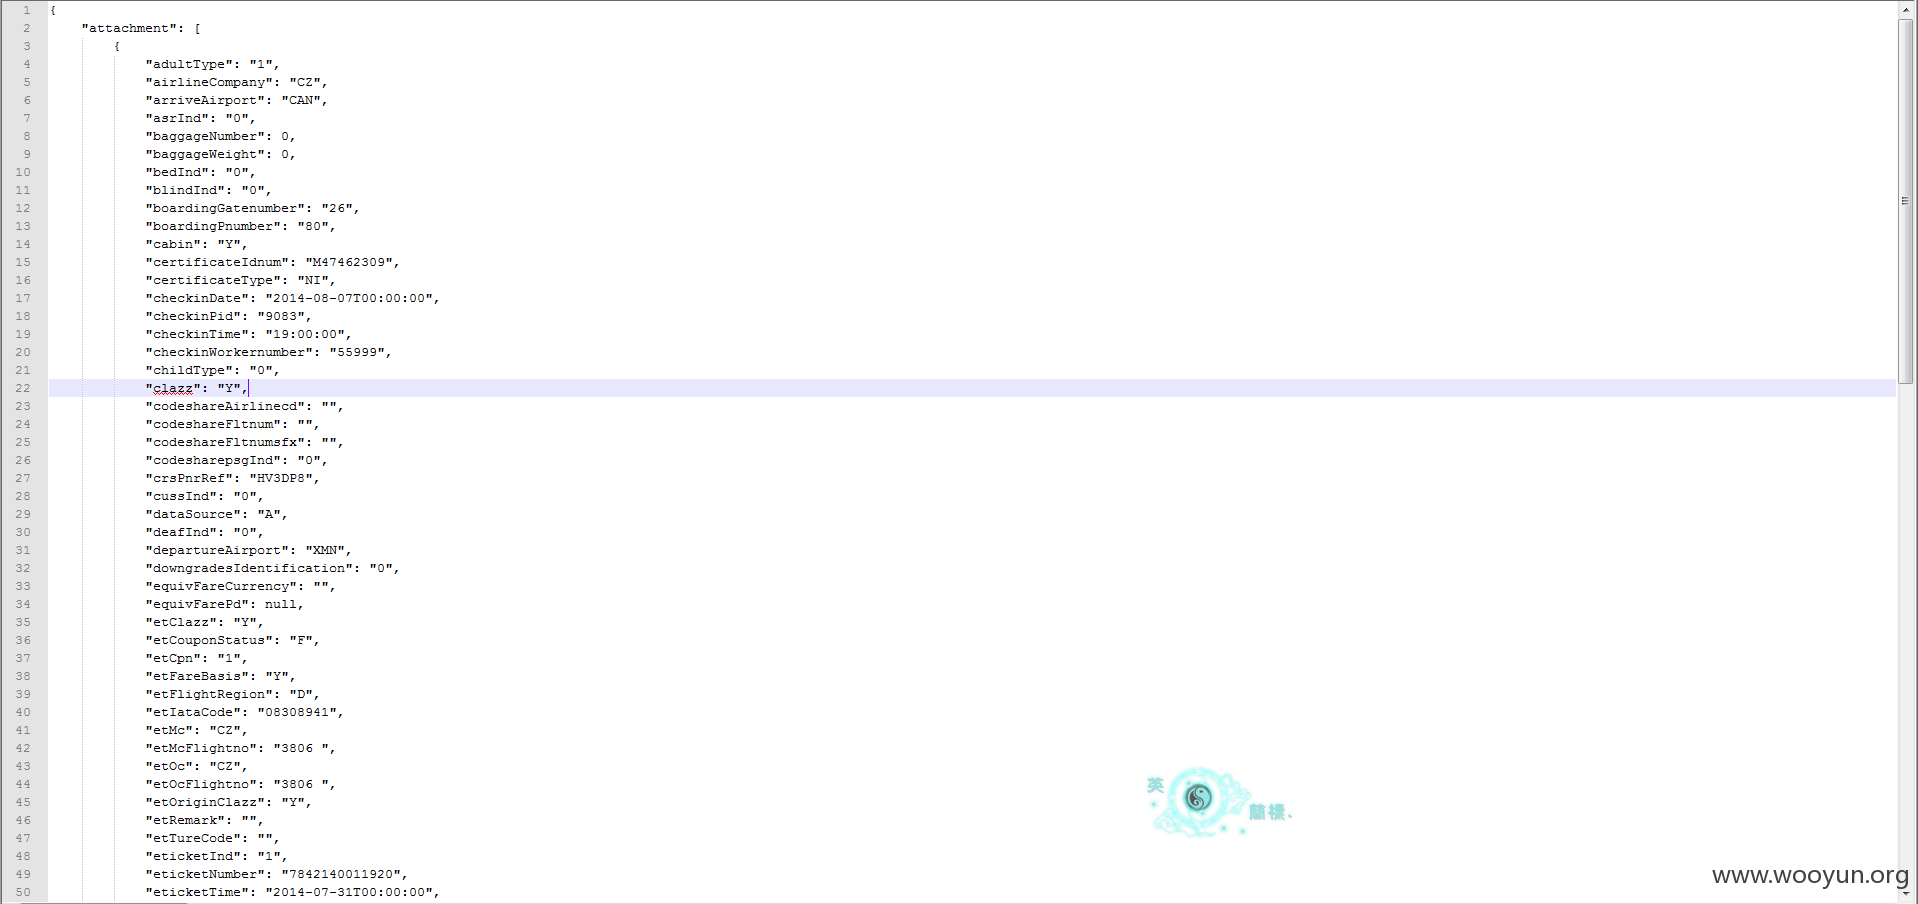 1 {
2 "attachment": [
3 {
4 "adultType": "1",
5 "airlineCompany": "CZ",
6 "arriveAirport": "CAN",
7 "asrInd": "0",
8 "baggageNumber": 0,
9 "baggageWeight": 0,
10 "bedInd": "0",
11 "blindInd": "0",
12 "boardingGatenumber": "26",
13 "boardingPnumber": "80",
14 "cabin": "Y",
15 "certificateIdnum": "M47462309",
16 "certificateType": "NI",
17 "checkinDate": "2014-08-07T00:00:00",
18 "checkinPid": "9083",
19 "checkinTime": "19:00:00",
20 "checkinWorkernumber": "55999",
21 "childType": "0",
22 "clazz": "Y",
23 "codeshareAirlinecd": "",
24 "codeshareFltnum": "",
25 "codeshareFltnumsfx": "",
26 "codesharepsgInd": "0",
27 "crsPnrRef": "HV3DP8",
28 "cussInd": "0",
29 "dataSource": "A",
30 "deafInd": "0",
31 "departureAirport": "XMN",
32 "downgradesIdentification": "0",
33 "equivFareCurrency": "",
34 "equivFarePd": null,
35 "etClazz": "Y",
36 "etCouponStatus": "F",
37 "etCpn": "1",
38 "etFareBasis": "Y",
39 "etFlightRegion": "D",
40 "etIataCode": "08308941",
41 "etMc": "CZ",
42 "etMcFlightno": "3806 ",
43 "etOc": "CZ",
44 "etOcFlightno": "3806 ",
45 "etOriginClazz": "Y",
46 "etRemark": "",
47 "etTureCode": "",
48 "eticketInd": "1",
49 "eticketNumber": "7842140011920",
50 "eticketTime": "2014-07-31T00:00:00",
英
簡
www.wooyun.org